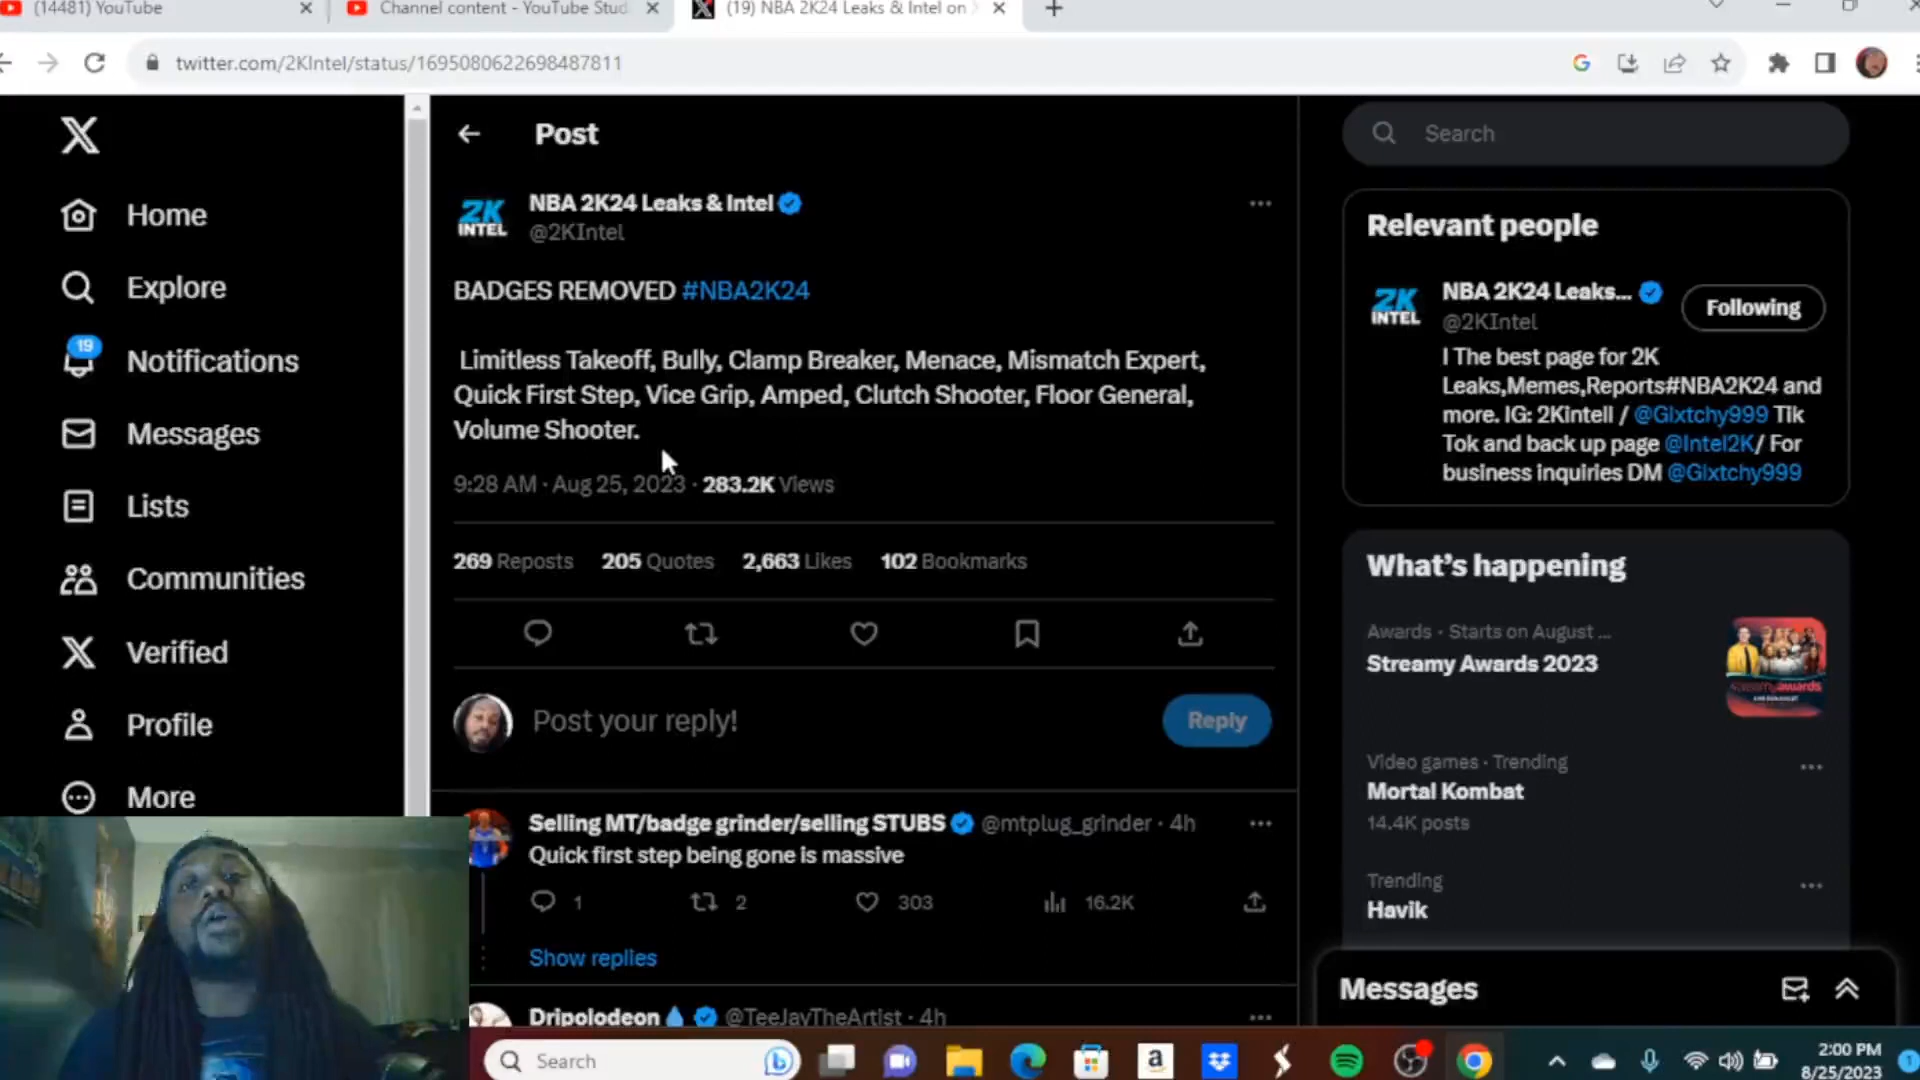 (14481) YouTube
Channel content - YouTube Stud
(19) NBA 2K24 Leaks & Intel on X
twitter.com/2KIntel/status/1695080622698487811
Home
Explore
19
Notifications
Messages
Lists
Communities
Verified
Profile
More
Post
2K
INTEL
NBA 2K24 Leaks & Intel
@2KIntel
BADGES REMOVED #NBA2K24
Limitless Takeoff, Bully, Clamp Breaker, Menace, Mismatch Expert,
Quick First Step, Vice Grip, Amped, Clutch Shooter, Floor General,
Volume Shooter.
9:28 AM · Aug 25, 2023 · 283.2K Views
269 Reposts 205 Quotes 2,663 Likes 102 Bookmarks
Post your reply!
Reply
Selling MT/badge grinder/selling STUBS @mtplug_grinder · 4h
Quick first step being gone is massive
1 2 303 16.2K
Show replies
Dripolodeon @TeeJayTheArtist · 4h
Search
Relevant people
2K
INTEL
NBA 2K24 Leaks...
@2KIntel
Following
I The best page for 2K
Leaks,Memes,Reports#NBA2K24 and
more. IG: 2Kintell / @Glxtchy999 Tik
Tok and back up page @Intel2K/ For
business inquiries DM @Glxtchy999
What's happening
Awards · Starts on August ...
Streamy Awards 2023
streamyawards
Video games · Trending
Mortal Kombat
14.4K posts
Trending
Havik
Messages
Search
2:00 PM
8/25/2023
1